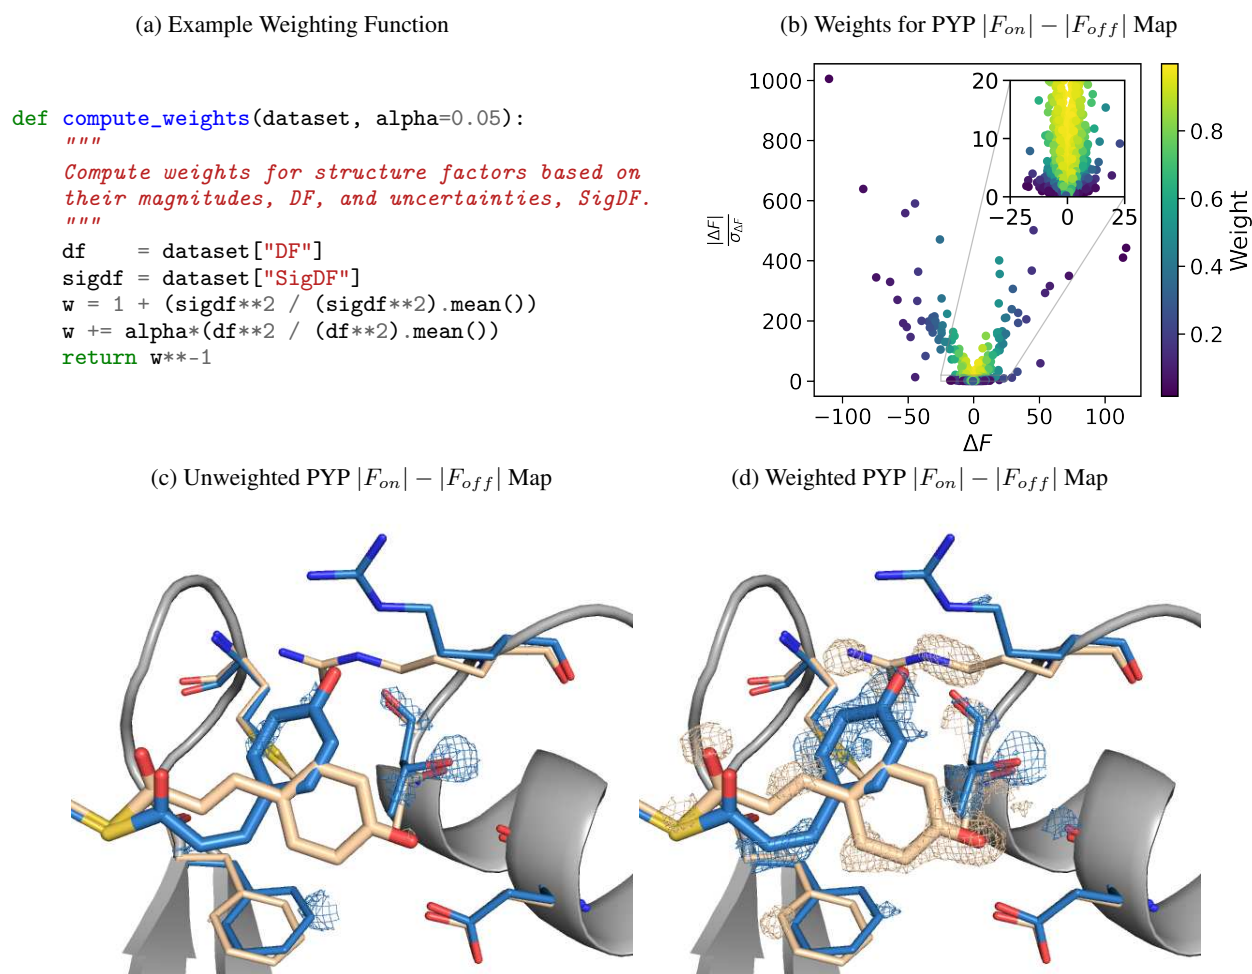 (a) Example Weighting Function
def compute_weights(dataset, alpha=0.05):
"""
Compute weights for structure factors based on
their magnitudes, DF, and uncertainties, SigDF.
"""
df    = dataset["DF"]
sigdf = dataset["SigDF"]
w = 1 + (sigdf**2 / (sigdf**2).mean())
w += alpha*(df**2 / (df**2).mean())
return w**-1
(b) Weights for PYP |F_on| − |F_off| Map
1000
800
600
400
200
0
|ΔF|
σΔF
−100
−50
0
50
100
ΔF
20
10
0
−25
0
25
0.8
0.6
0.4
0.2
Weight
(c) Unweighted PYP |F_on| − |F_off| Map
(d) Weighted PYP |F_on| − |F_off| Map